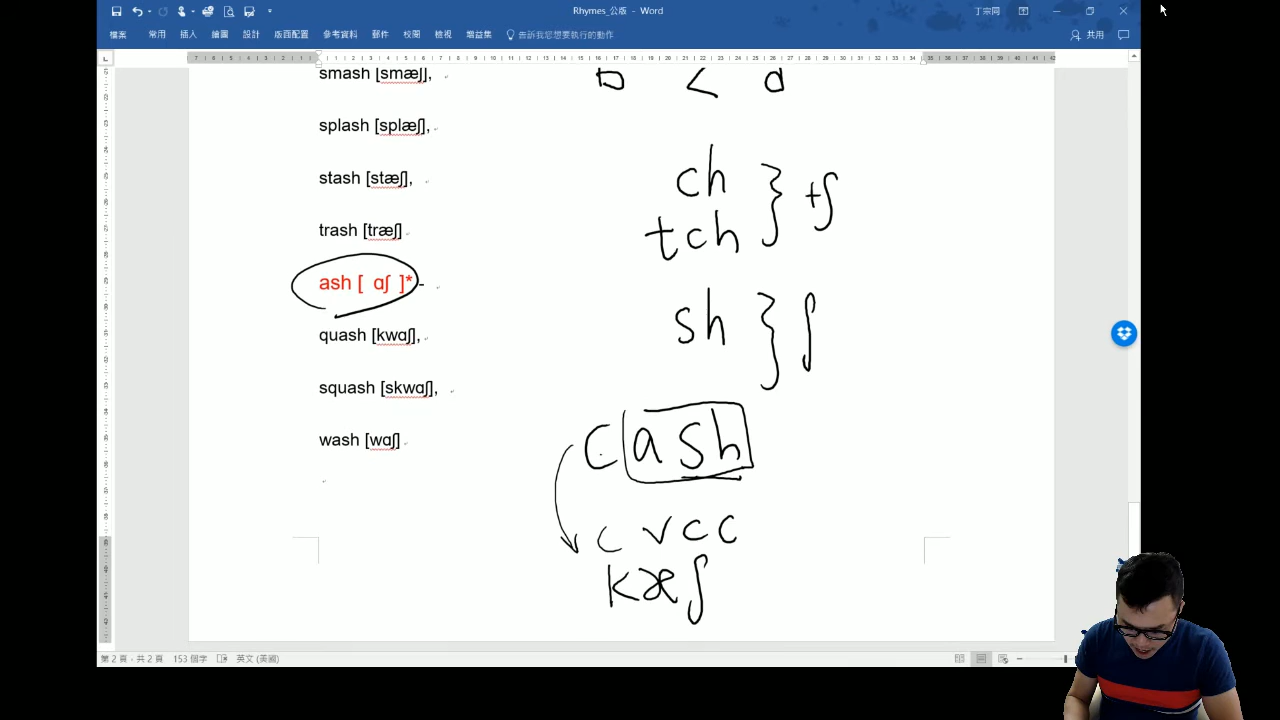 Rhymes_公版 - Word
丁宗岡
檔案 常用 插入 繪圖 設計 版面配置 參考資料 郵件 校閱 檢視 增益集 告訴我您想要執行的動作 共用
smash [smæʃ],
splash [splæʃ],
stash [stæʃ],
trash [træʃ]
ash [ ɑʃ ]*-
quash [kwɑʃ],
squash [skwɑʃ],
wash [wɑʃ]
ch
tch
tʃ
sh
ʃ
cash
c v c c
kæʃ
第 2 頁,共 2 頁 153 個字 英文 (美國)